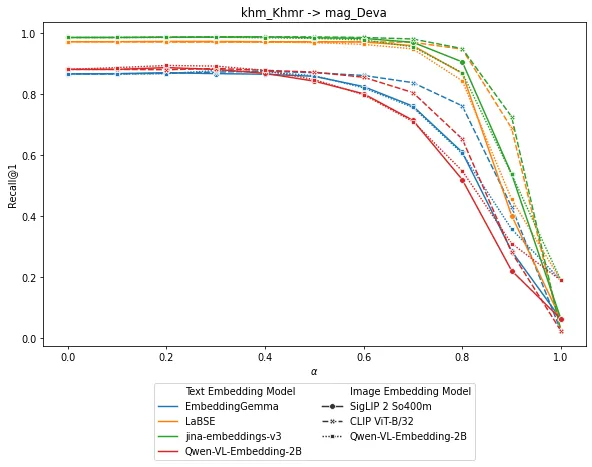 khm_Khmr -> mag_Deva
Recall@1
1.0
0.8
0.6
0.4
0.2
0.0
0.0 0.2 0.4 0.6 0.8 1.0
α
Text Embedding Model
EmbeddingGemma
LaBSE
jina-embeddings-v3
Qwen-VL-Embedding-2B
Image Embedding Model
SigLIP 2 So400m
CLIP ViT-B/32
Qwen-VL-Embedding-2B